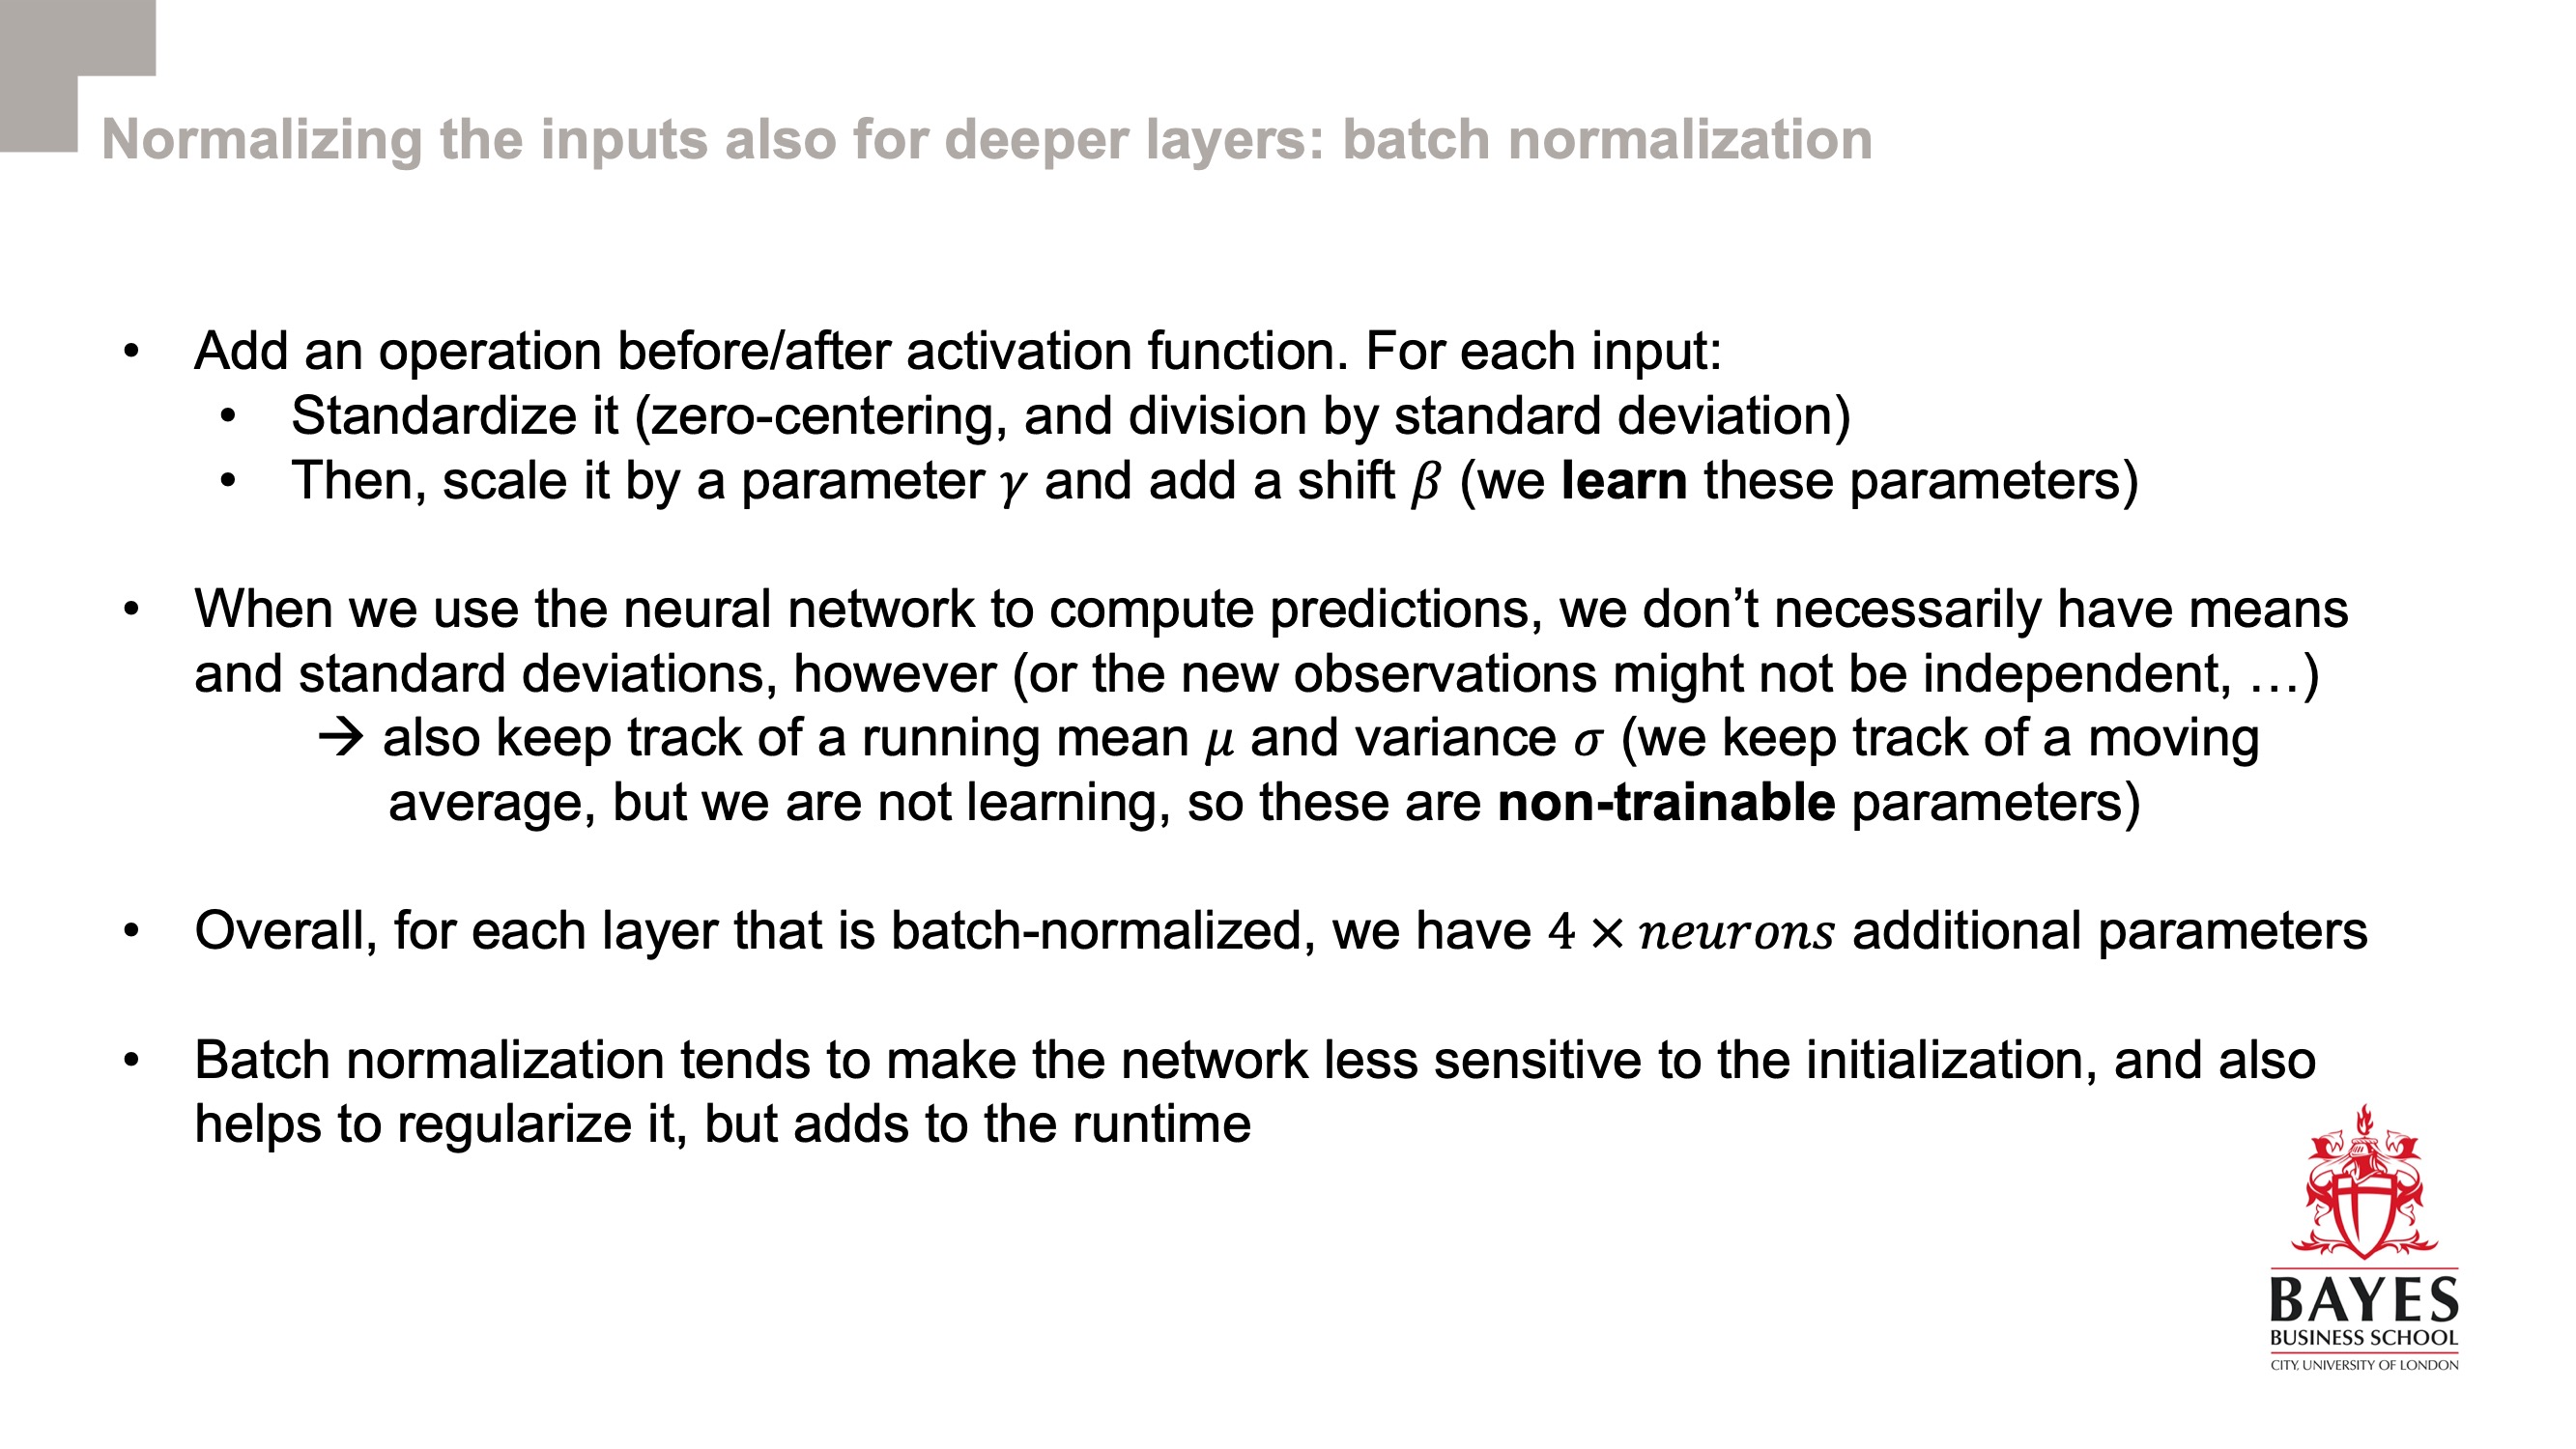 Normalizing the inputs also for deeper layers: batch normalization
• Add an operation before/after activation function. For each input:
• Standardize it (zero-centering, and division by standard deviation)
• Then, scale it by a parameter 𝛾 and add a shift 𝛽 (we learn these parameters)
• When we use the neural network to compute predictions, we don’t necessarily have means
and standard deviations, however (or the new observations might not be independent, …)
→ also keep track of a running mean 𝜇 and variance 𝜎 (we keep track of a moving
average, but we are not learning, so these are non-trainable parameters)
• Overall, for each layer that is batch-normalized, we have 4 × 𝑛𝑒𝑢𝑟𝑜𝑛𝑠 additional parameters
• Batch normalization tends to make the network less sensitive to the initialization, and also
helps to regularize it, but adds to the runtime
BAYES
BUSINESS SCHOOL
CITY, UNIVERSITY OF LONDON